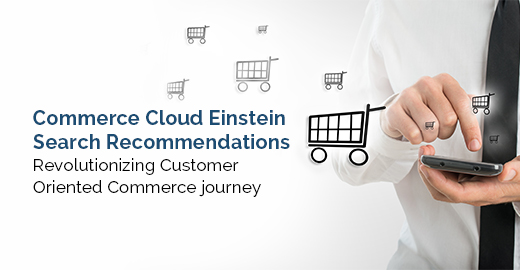 Commerce Cloud Einstein
Search Recommendations
Revolutionizing Customer
Oriented Commerce journey